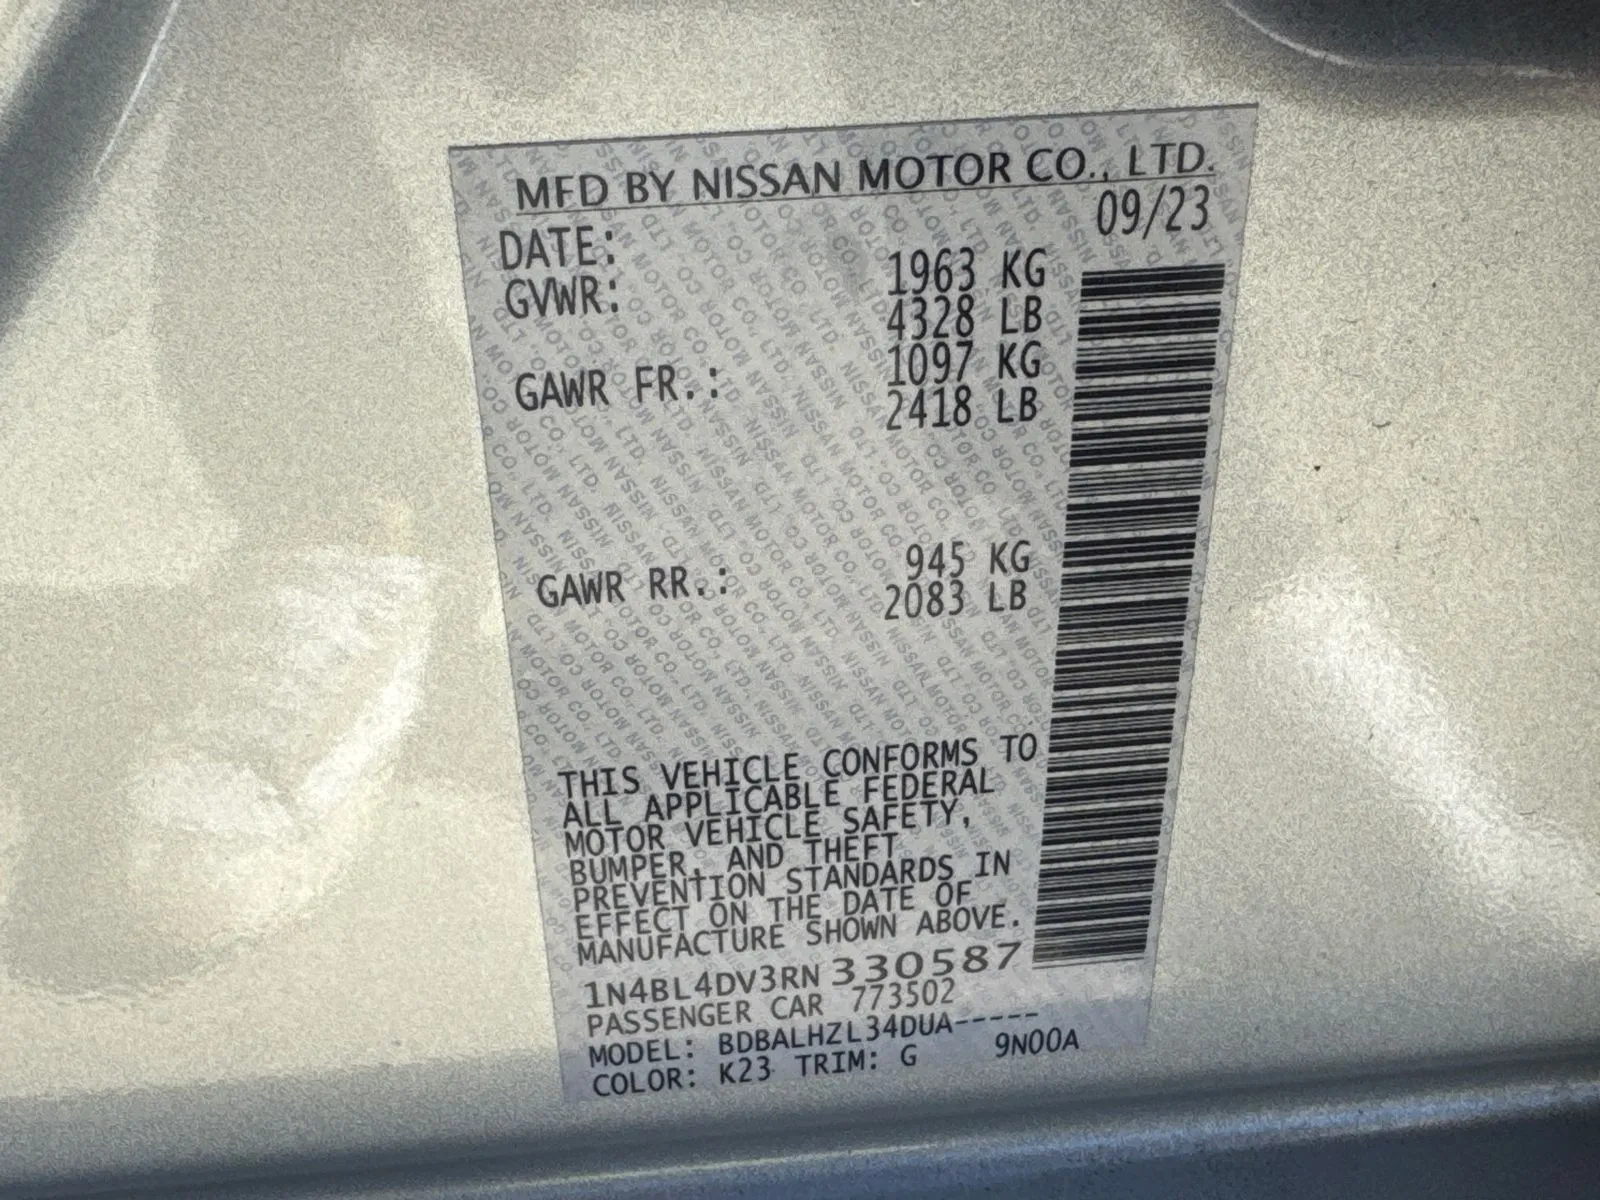 MFD BY NISSAN MOTOR CO., LTD.
DATE: 09/23
GVWR: 1963 KG
4328 LB
GAWR FR.: 1097 KG
2418 LB
GAWR RR.: 945 KG
2083 LB
THIS VEHICLE CONFORMS TO
ALL APPLICABLE FEDERAL
MOTOR VEHICLE SAFETY,
BUMPER, AND THEFT
PREVENTION STANDARDS IN
EFFECT ON THE DATE OF
MANUFACTURE SHOWN ABOVE.
1N4BL4DV3RN330587
PASSENGER CAR 773502
MODEL: BDBALHZL34DUA-----
COLOR: K23 TRIM: G 9N00A